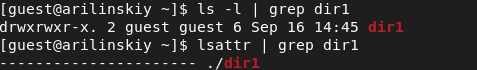 [guest@arilinskiy ~]$ ls -l | grep dir1
drwxrwxr-x. 2 guest guest 6 Sep 16 14:45 dir1
[guest@arilinskiy ~]$ lsattr | grep dir1
---------------------- ./dir1